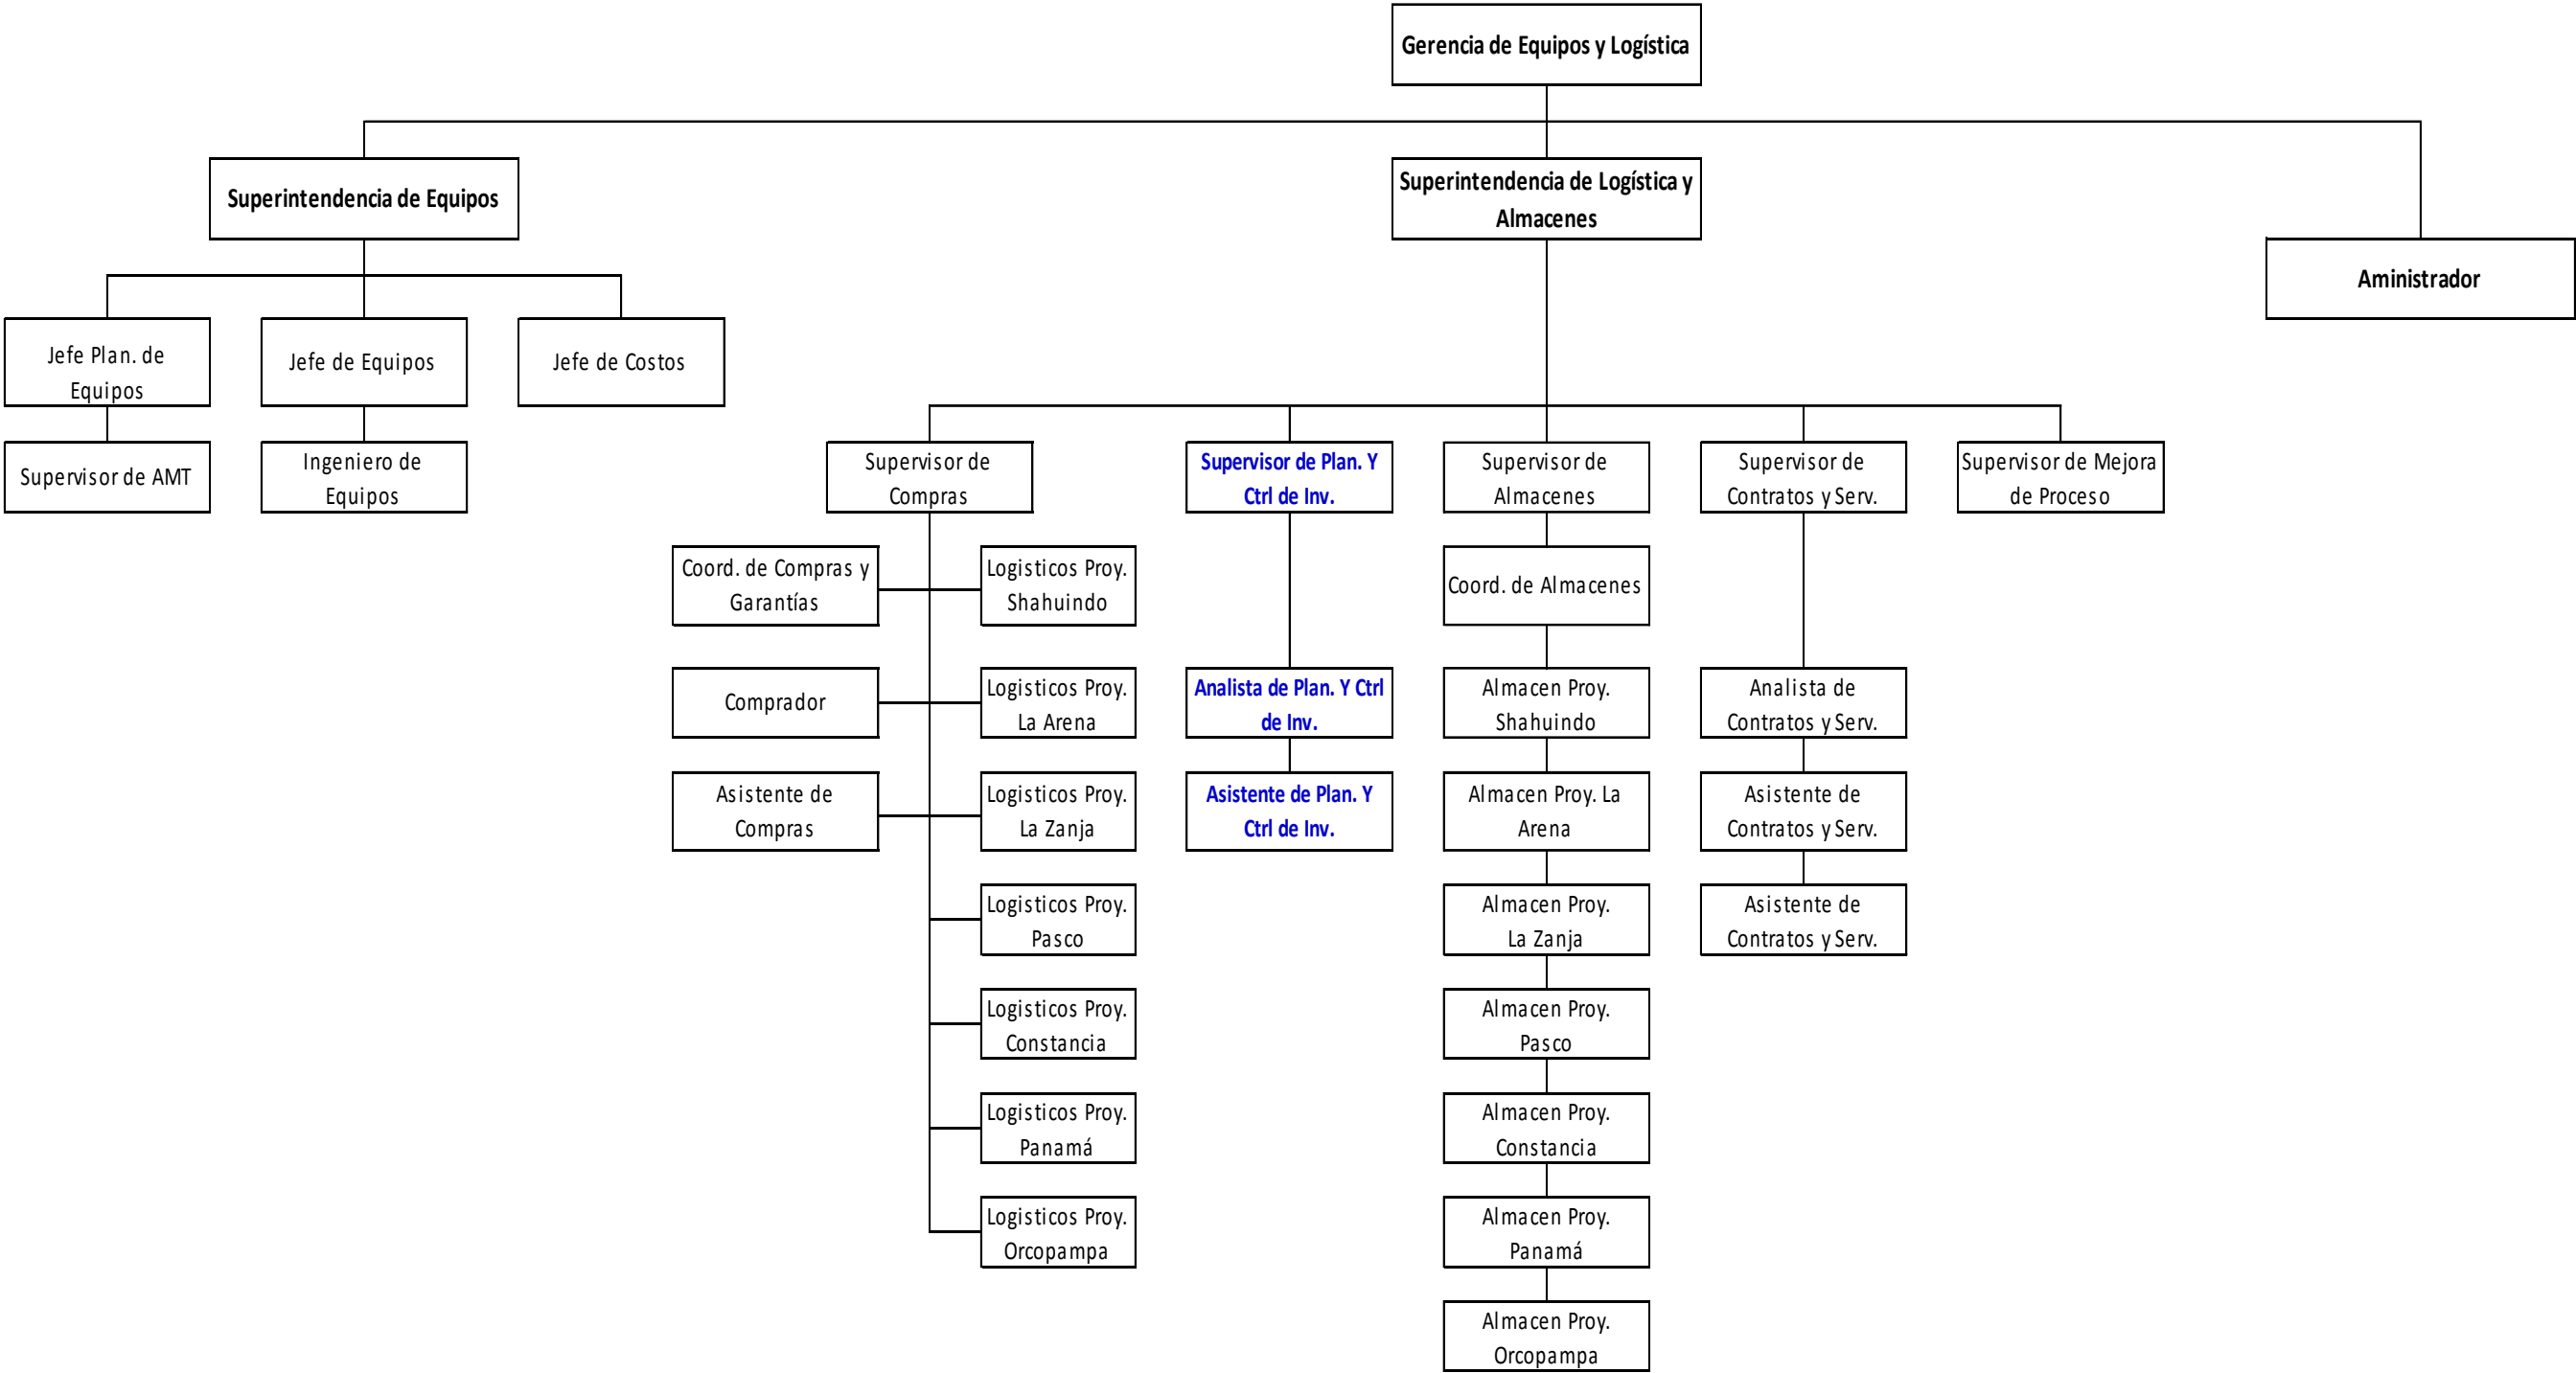 Gerencia de Equipos y Logística
Superintendencia de Equipos
Superintendencia de Logística y
Almacenes
Aministrador
Jefe Plan. de
Equipos
Jefe de Equipos
Jefe de Costos
Supervisor de AMT
Ingeniero de
Equipos
Supervisor de
Compras
Supervisor de Plan. Y
Ctrl de Inv.
Supervisor de
Almacenes
Supervisor de
Contratos y Serv.
Supervisor de Mejora
de Proceso
Coord. de Compras y
Garantías
Logisticos Proy.
Shahuindo
Coord. de Almacenes
Comprador
Logisticos Proy.
La Arena
Analista de Plan. Y Ctrl
de Inv.
Almacen Proy.
Shahuindo
Analista de
Contratos y Serv.
Asistente de
Compras
Logisticos Proy.
La Zanja
Asistente de Plan. Y
Ctrl de Inv.
Almacen Proy. La
Arena
Asistente de
Contratos y Serv.
Logisticos Proy.
Pasco
Almacen Proy.
La Zanja
Asistente de
Contratos y Serv.
Logisticos Proy.
Constancia
Almacen Proy.
Pasco
Logisticos Proy.
Panamá
Almacen Proy.
Constancia
Logisticos Proy.
Orcopampa
Almacen Proy.
Panamá
Almacen Proy.
Orcopampa